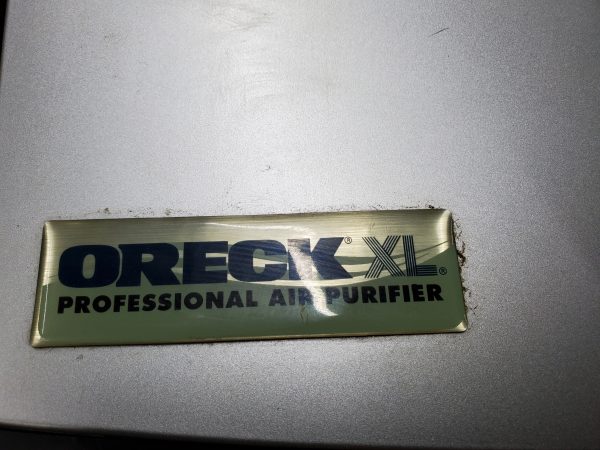 ORECK® XL®
PROFESSIONAL AIR PURIFIER